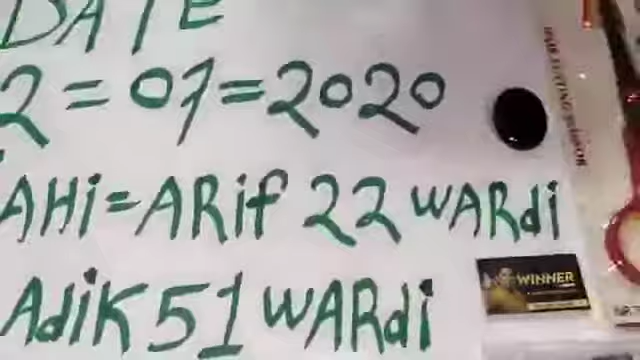 DATE
2=07=2020
AHi=ARif 22 WARdi
AdiK 51 WARdi
WINNER